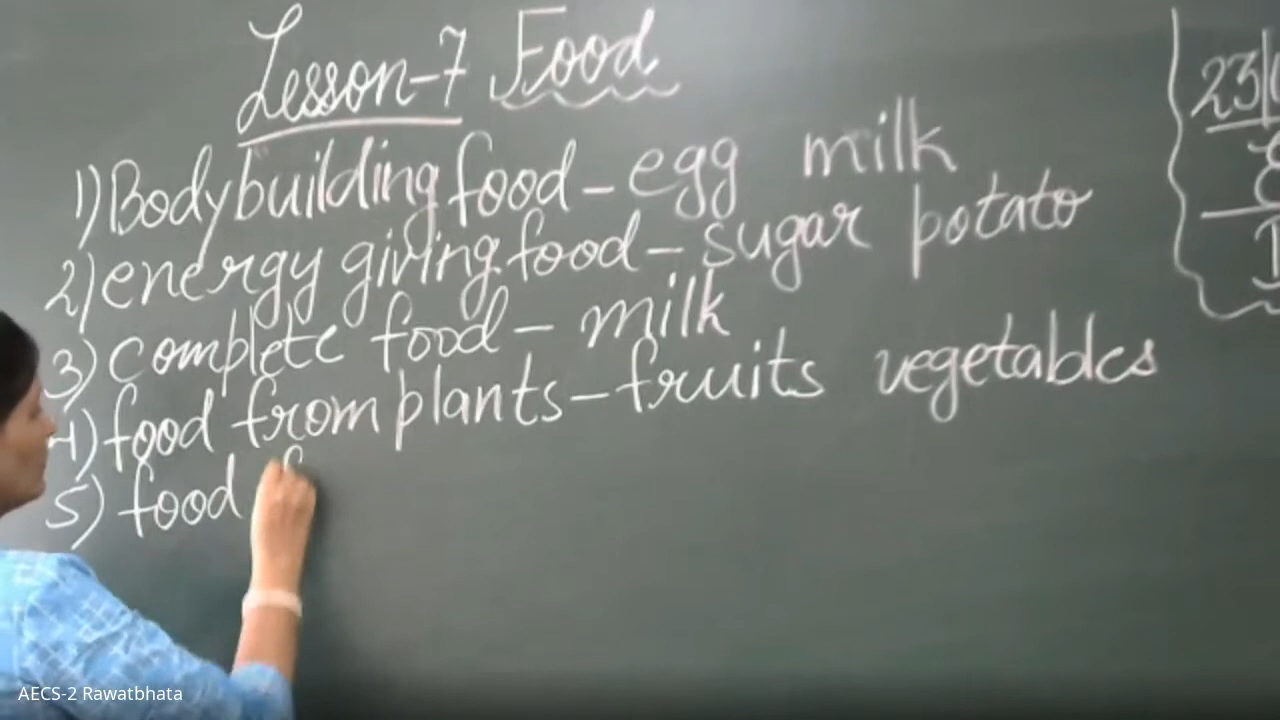 Lesson-7 Food
1) Bodybuilding food - egg milk
2) energy giving food - sugar potato
3) complete food - milk
4) food from plants - fruits vegetables
5) food
23
AECS-2 Rawatbhata